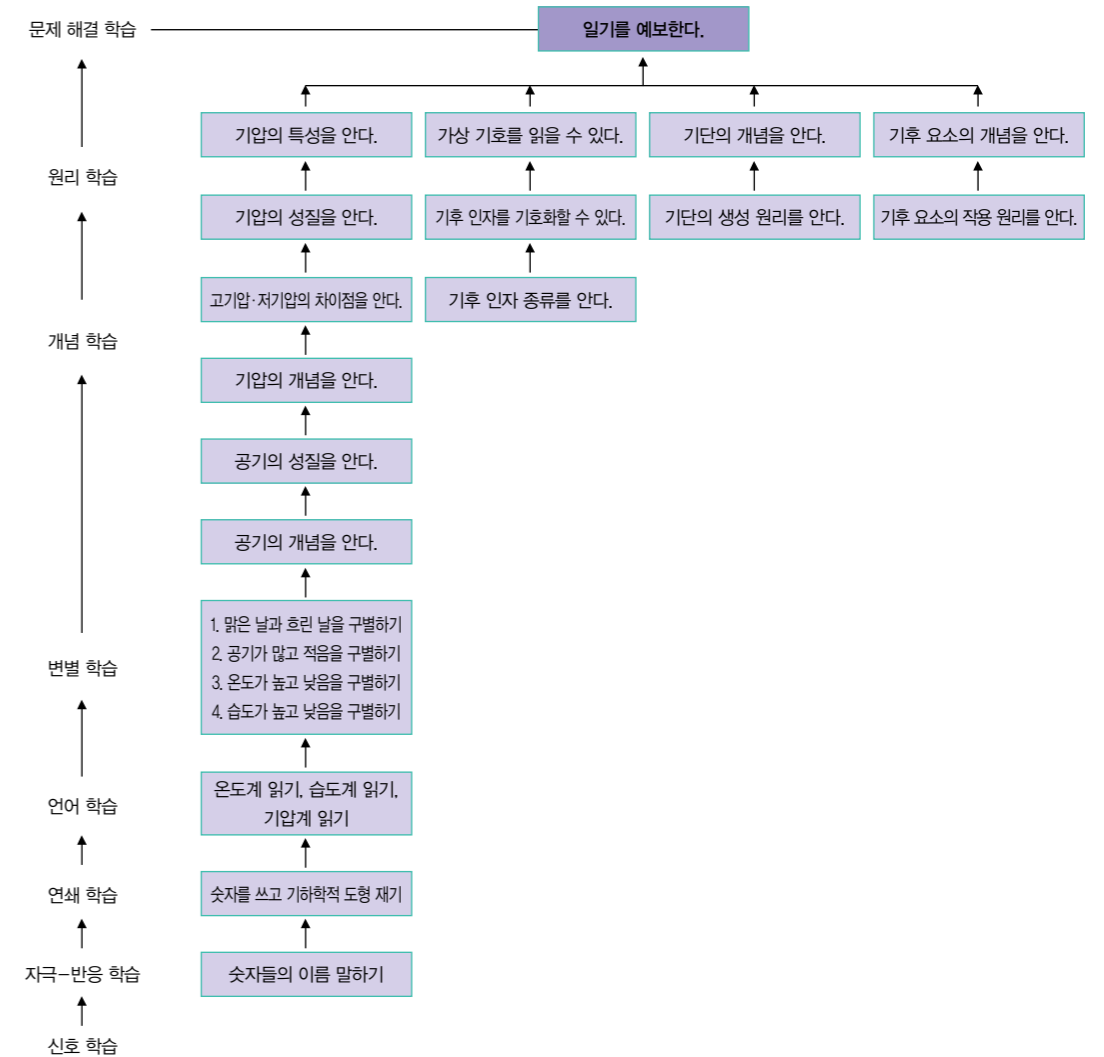 문제 해결 학습
일기를 예보한다.
기압의 특성을 안다.
가상 기호를 읽을 수 있다.
기단의 개념을 안다.
기후 요소의 개념을 안다.
원리 학습
기압의 성질을 안다.
기후 인자를 기호화할 수 있다.
기단의 생성 원리를 안다.
기후 요소의 작용 원리를 안다.
고기압·저기압의 차이점을 안다.
기후 인자 종류를 안다.
개념 학습
기압의 개념을 안다.
공기의 성질을 안다.
공기의 개념을 안다.
1. 맑은 날과 흐린 날을 구별하기
2. 공기가 많고 적음을 구별하기
3. 온도가 높고 낮음을 구별하기
4. 습도가 높고 낮음을 구별하기
변별 학습
온도계 읽기, 습도계 읽기,
기압계 읽기
언어 학습
연쇄 학습
숫자를 쓰고 기하학적 도형 재기
자극-반응 학습
숫자들의 이름 말하기
신호 학습